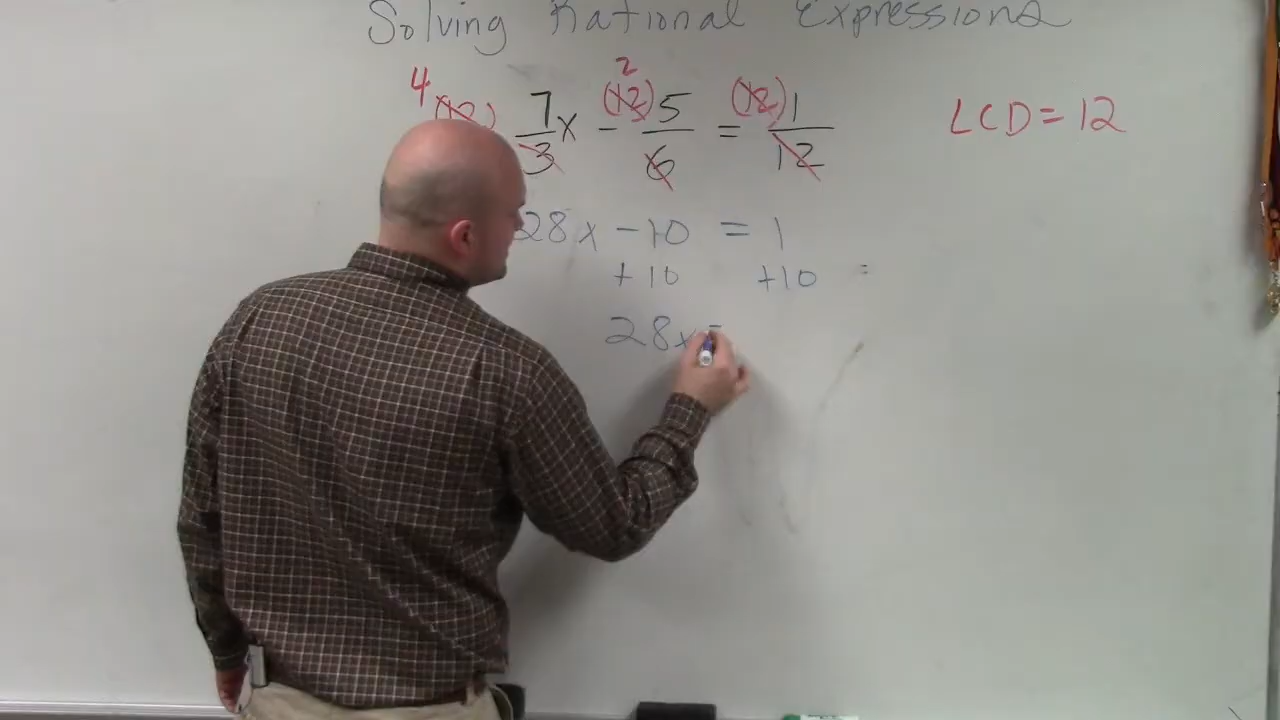 Solving Rational Expressions
4 2
(12) 7/3 x - (12) 5/6 = (12) 1/12 LCD = 12
28x - 10 = 1
+10 +10 =
28x =